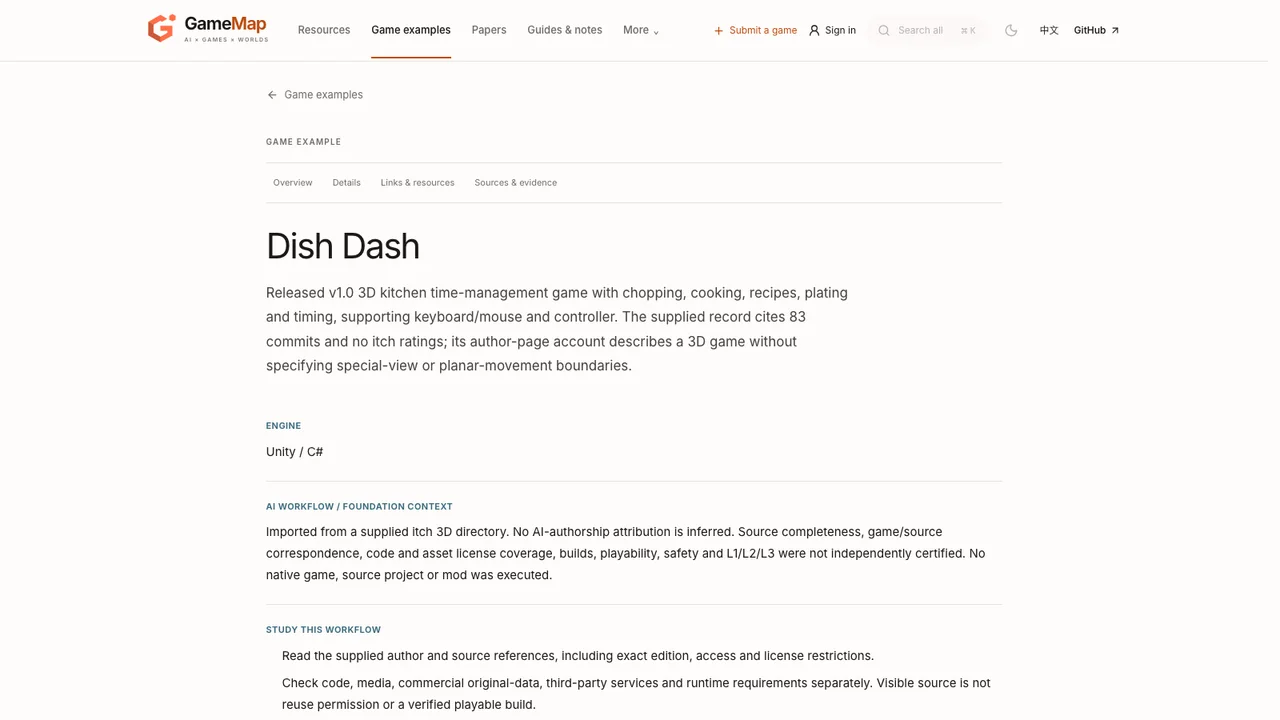 GameMap
AI × GAMES × WORLDS
Resources
Game examples
Papers
Guides & notes
More
+ Submit a game
Sign in
Search all
⌘ K
中文
GitHub ↗
← Game examples
GAME EXAMPLE
Overview
Details
Links & resources
Sources & evidence
Dish Dash
Released v1.0 3D kitchen time-management game with chopping, cooking, recipes, plating
and timing, supporting keyboard/mouse and controller. The supplied record cites 83
commits and no itch ratings; its author-page account describes a 3D game without
specifying special-view or planar-movement boundaries.
ENGINE
Unity / C#
AI WORKFLOW / FOUNDATION CONTEXT
Imported from a supplied itch 3D directory. No AI-authorship attribution is inferred. Source completeness, game/source
correspondence, code and asset license coverage, builds, playability, safety and L1/L2/L3 were not independently certified. No
native game, source project or mod was executed.
STUDY THIS WORKFLOW
Read the supplied author and source references, including exact edition, access and license restrictions.
Check code, media, commercial original-data, third-party services and runtime requirements separately. Visible source is not
reuse permission or a verified playable build.